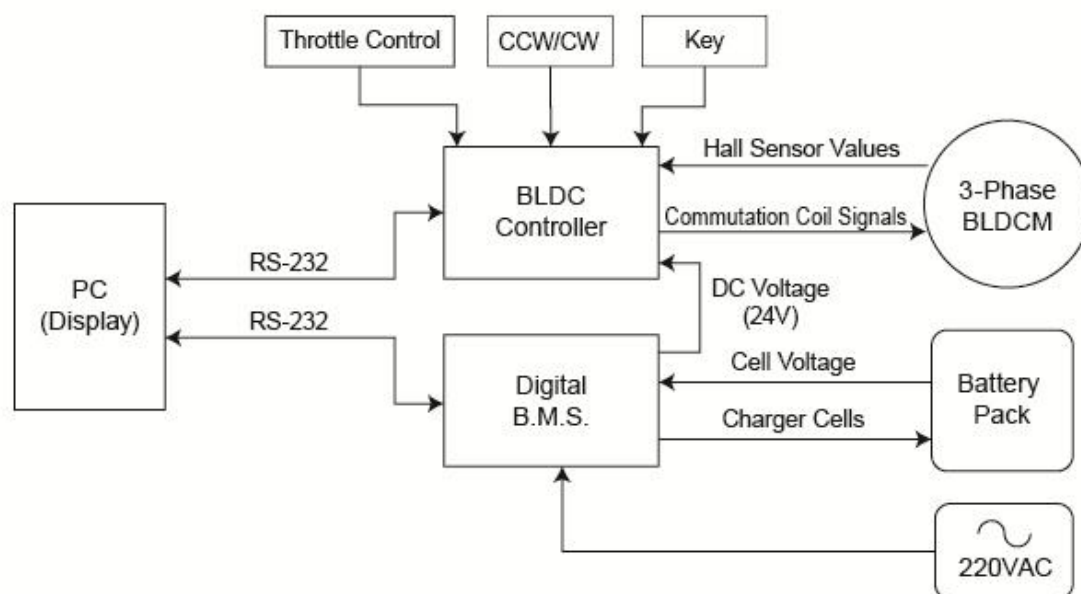 Throttle Control
CCW/CW
Key
Hall Sensor Values
3-Phase
BLDCM
BLDC
Controller
Commutation Coil Signals
RS-232
PC
(Display)
DC Voltage
(24V)
RS-232
Cell Voltage
Digital
B.M.S.
Battery
Pack
Charger Cells
220VAC